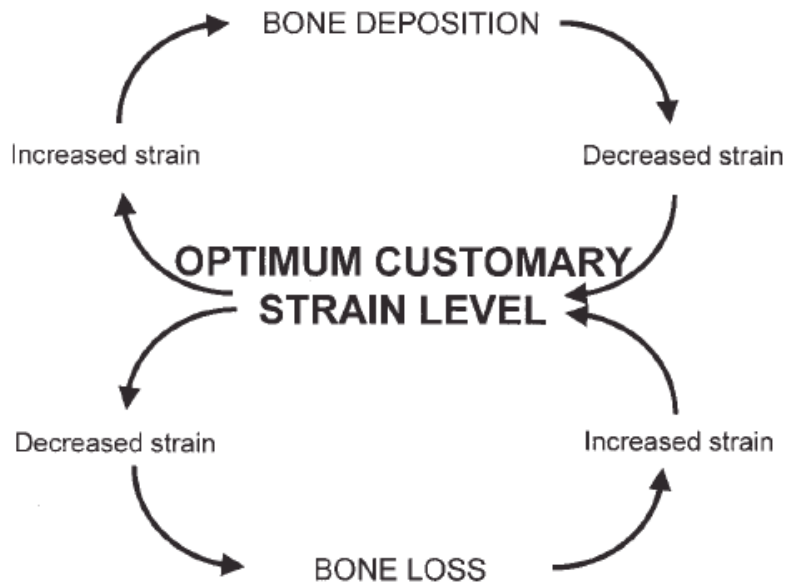 BONE DEPOSITION
Increased strain
Decreased strain
OPTIMUM CUSTOMARY
STRAIN LEVEL
Decreased strain
Increased strain
BONE LOSS